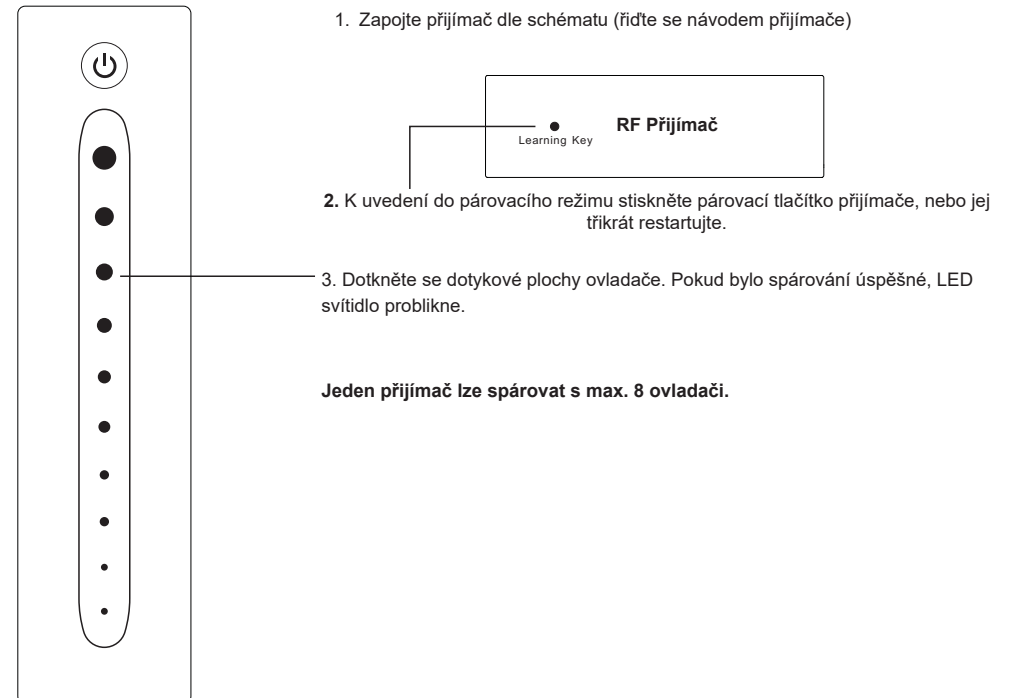 1. Zapojte přijímač dle schématu (řiďte se návodem přijímače)
RF Přijímač
Learning Key
2. K uvedení do párovacího režimu stiskněte párovací tlačítko přijímače, nebo jej
třikrát restartujte.
3. Dotkněte se dotykové plochy ovladače. Pokud bylo spárování úspěšné, LED
svítidlo problikne.
Jeden přijímač lze spárovat s max. 8 ovladači.